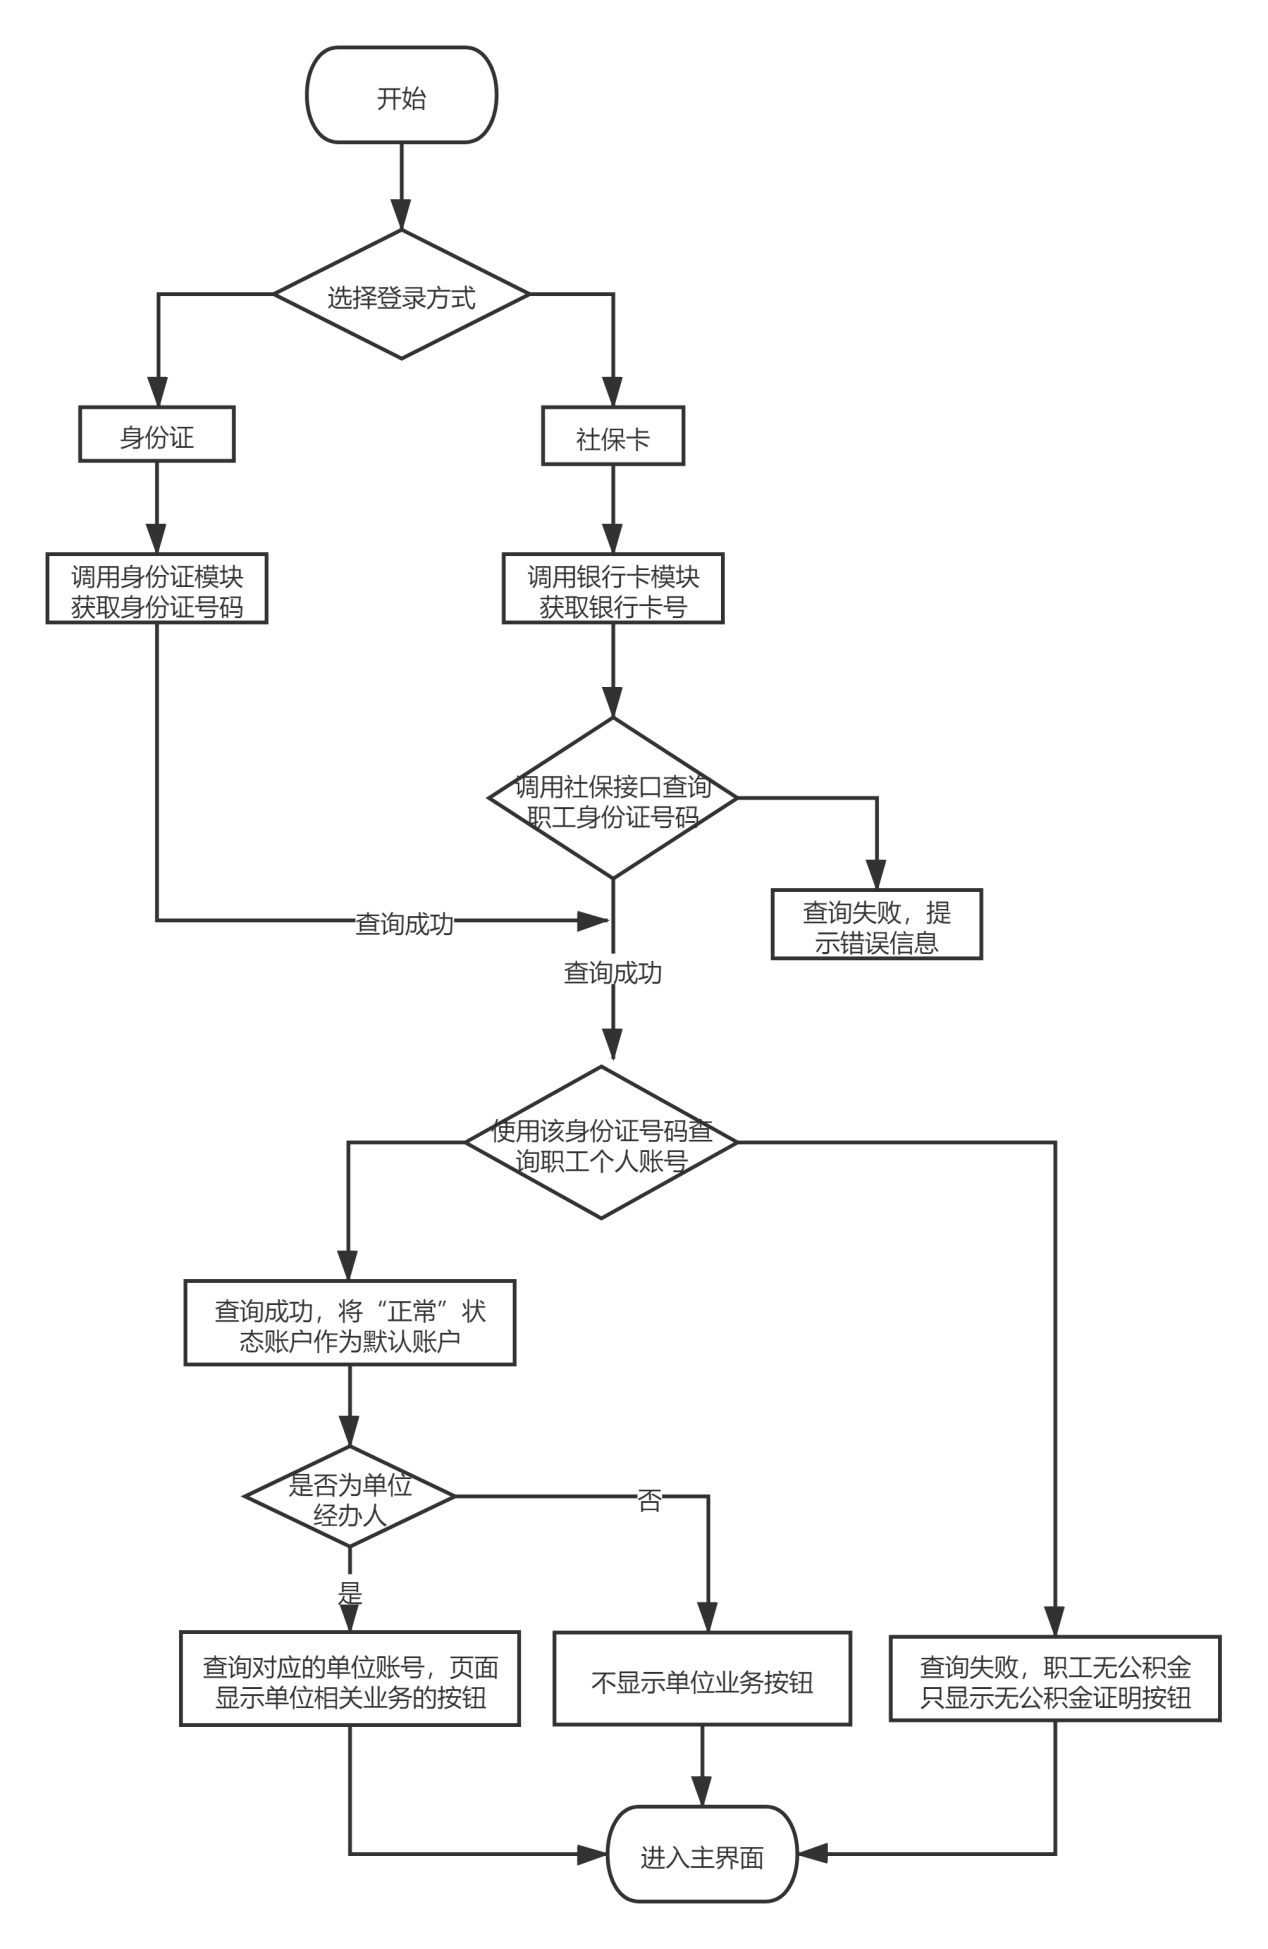 开始
选择登录方式
身份证
社保卡
调用身份证模块
获取身份证号码
调用银行卡模块
获取银行卡号
调用社保接口查询
职工身份证号码
查询失败，提
示错误信息
查询成功
查询成功
使用该身份证号码查
询职工个人账号
查询成功，将“正常”状
态账户作为默认账户
是否为单位
经办人
否
是
查询对应的单位账号，页面
显示单位相关业务的按钮
不显示单位业务按钮
查询失败，职工无公积金
只显示无公积金证明按钮
进入主界面